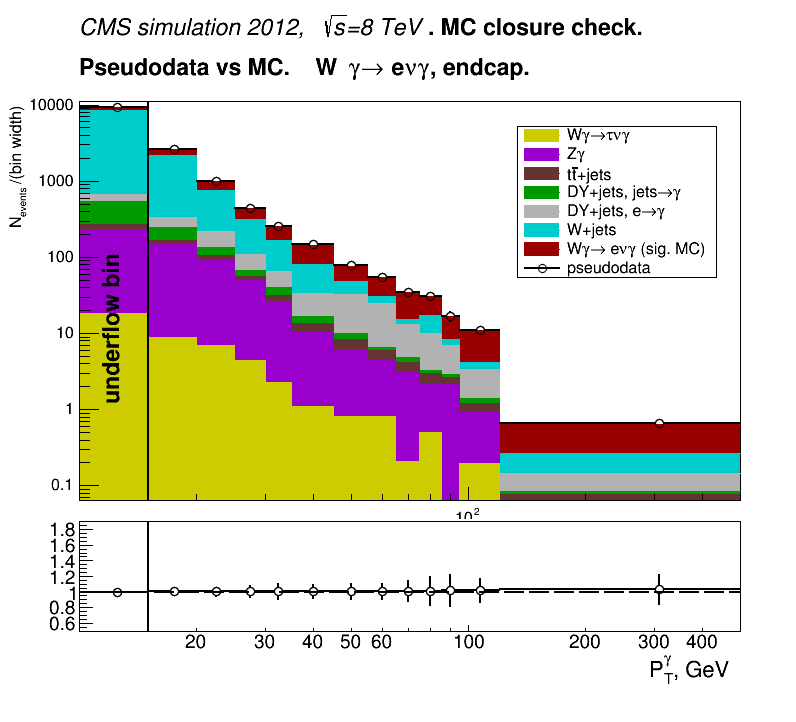 CMS simulation 2012, √s=8 TeV . MC closure check.
Pseudodata vs MC. W γ→ eνγ, endcap.
N_events /(bin width)
10000
1000
100
10
1
0.1
underflow bin
Wγ→τνγ
Zγ
tt̄+jets
DY+jets, jets→γ
DY+jets, e→γ
W+jets
Wγ→ eνγ (sig. MC)
pseudodata
10²
1.8
1.6
1.4
1.2
1
0.8
0.6
20 30 40 50 60 100 200 300 400
P_T^γ, GeV